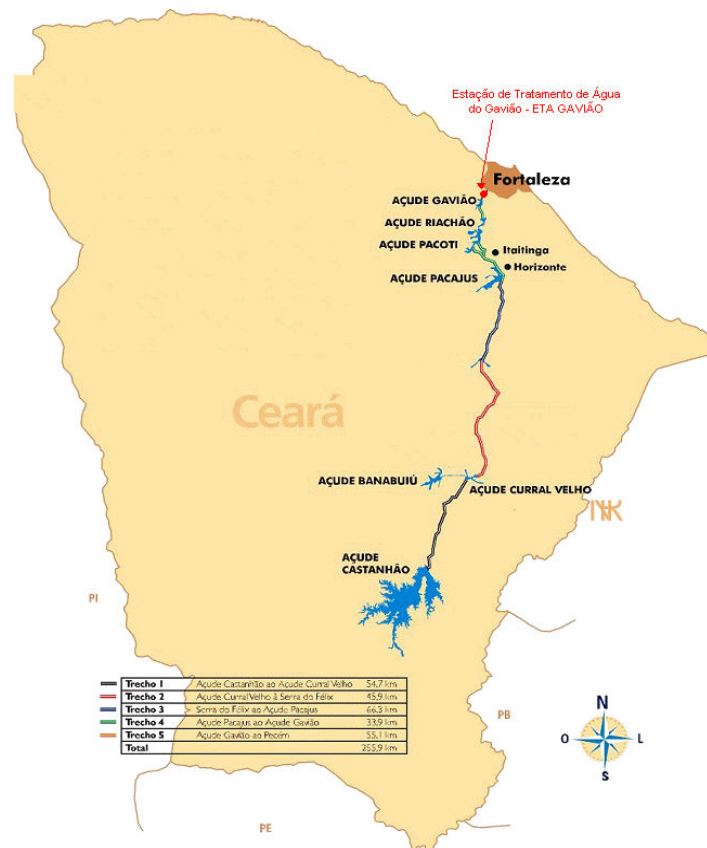 Estação de Tratamento de Água
do Gavião - ETA GAVIÃO
Fortaleza
AÇUDE GAVIÃO
AÇUDE RIACHÃO
AÇUDE PACOTI
Itaitinga
Horizonte
AÇUDE PACAJUS
Ceará
AÇUDE BANABUIÚ
AÇUDE CURRAL VELHO
AÇUDE
CASTANHÃO
PI
Trecho 1 Açude Castanhão ao Açude Curral Velho 54,7 km
Trecho 2 Açude Curral Velho à Serra do Félix 45,9 km
Trecho 3 Serra do Félix ao Açude Pacajus 66,3 km
Trecho 4 Açude Pacajus ao Açude Gavião 33,9 km
Trecho 5 Açude Gavião ao Pecém 55,1 km
Total 255,9 km
PB
N
O
L
S
PE